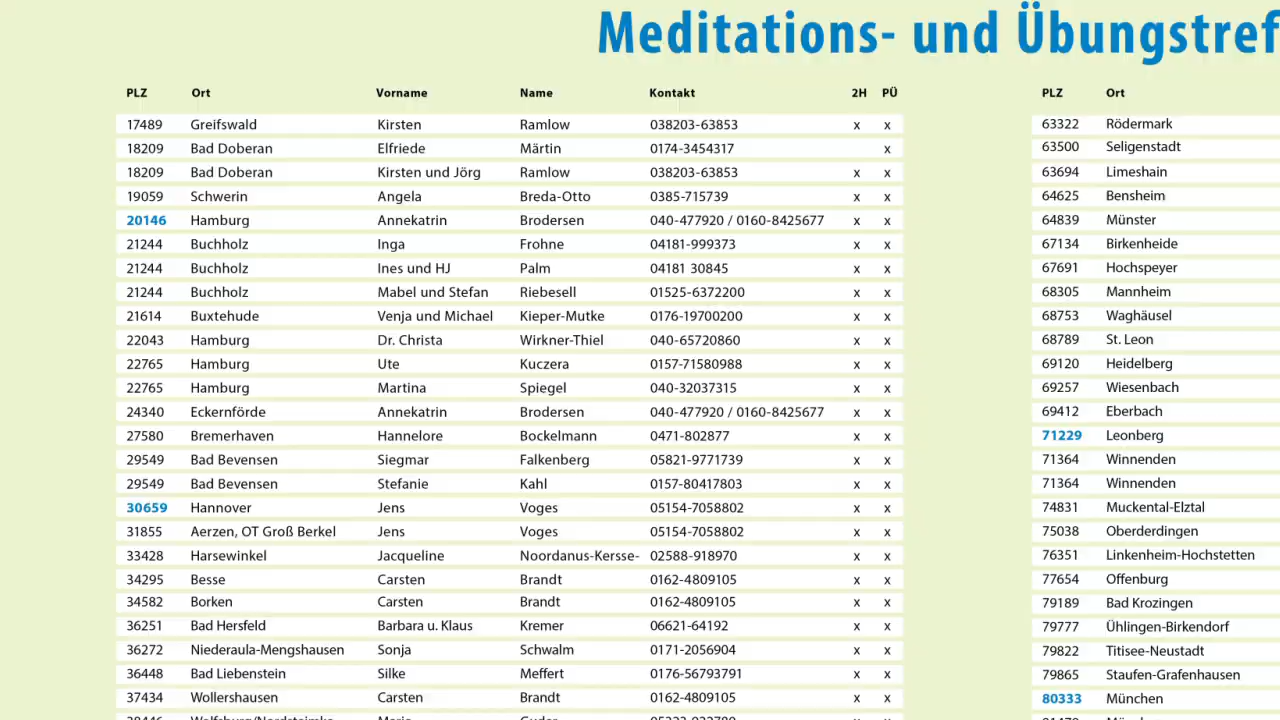 Meditations- und Übungstref
PLZ Ort Vorname Name Kontakt 2H PÜ
17489 Greifswald Kirsten Ramlow 038203-63853 x x
18209 Bad Doberan Elfriede Märtin 0174-3454317 x
18209 Bad Doberan Kirsten und Jörg Ramlow 038203-63853 x x
19059 Schwerin Angela Breda-Otto 0385-715739 x x
20146 Hamburg Annekatrin Brodersen 040-477920 / 0160-8425677 x x
21244 Buchholz Inga Frohne 04181-999373 x x
21244 Buchholz Ines und HJ Palm 04181 30845 x x
21244 Buchholz Mabel und Stefan Riebesell 01525-6372200 x x
21614 Buxtehude Venja und Michael Kieper-Mutke 0176-19700200 x x
22043 Hamburg Dr. Christa Wirkner-Thiel 040-65720860 x x
22765 Hamburg Ute Kuczera 0157-71580988 x x
22765 Hamburg Martina Spiegel 040-32037315 x x
24340 Eckernförde Annekatrin Brodersen 040-477920 / 0160-8425677 x x
27580 Bremerhaven Hannelore Bockelmann 0471-802877 x x
29549 Bad Bevensen Siegmar Falkenberg 05821-9771739 x x
29549 Bad Bevensen Stefanie Kahl 0157-80417803 x x
30659 Hannover Jens Voges 05154-7058802 x x
31855 Aerzen, OT Groß Berkel Jens Voges 05154-7058802 x x
33428 Harsewinkel Jacqueline Noordanus-Kersse- 02588-918970 x x
34295 Besse Carsten Brandt 0162-4809105 x x
34582 Borken Carsten Brandt 0162-4809105 x x
36251 Bad Hersfeld Barbara u. Klaus Kremer 06621-64192 x x
36272 Niederaula-Mengshausen Sonja Schwalm 0171-2056904 x x
36448 Bad Liebenstein Silke Meffert 0176-56793791 x x
37434 Wollershausen Carsten Brandt 0162-4809105 x x
PLZ Ort
63322 Rödermark
63500 Seligenstadt
63694 Limeshain
64625 Bensheim
64839 Münster
67134 Birkenheide
67691 Hochspeyer
68305 Mannheim
68753 Waghäusel
68789 St. Leon
69120 Heidelberg
69257 Wiesenbach
69412 Eberbach
71229 Leonberg
71364 Winnenden
71364 Winnenden
74831 Muckental-Elztal
75038 Oberderdingen
76351 Linkenheim-Hochstetten
77654 Offenburg
79189 Bad Krozingen
79777 Ühlingen-Birkendorf
79822 Titisee-Neustadt
79865 Staufen-Grafenhausen
80333 München